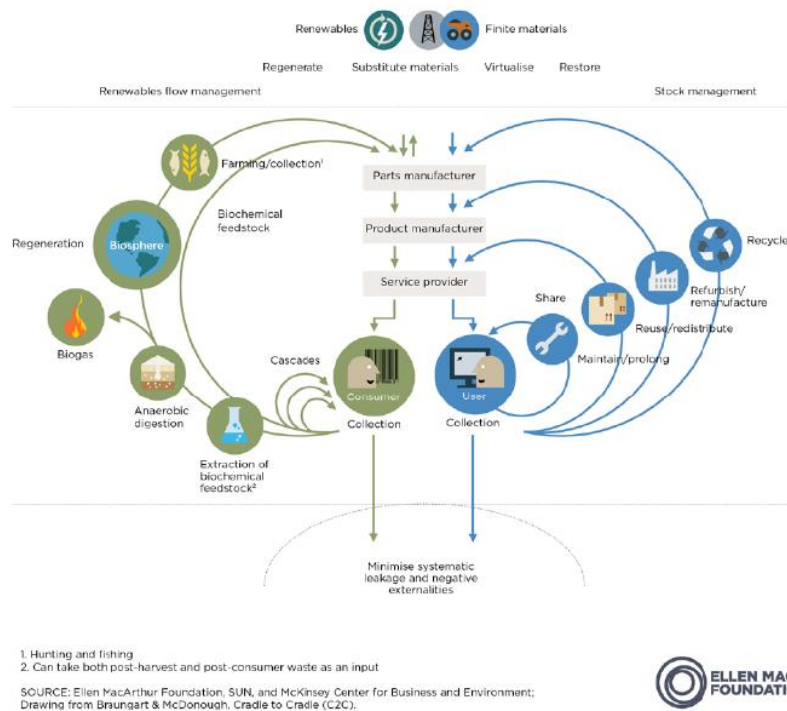 Renewables
Finite materials
Regenerate Substitute materials Virtualise Restore
Renewables flow management
Stock management
Farming/collection¹
Parts manufacturer
Biochemical
feedstock
Product manufacturer
Regeneration
Biosphere
Recycle
Service provider
Refurbish/
remanufacture
Share
Reuse/redistribute
Biogas
Cascades
Maintain/prolong
Consumer
User
Anaerobic
digestion
Collection
Collection
Extraction of
biochemical
feedstock²
Minimise systematic
leakage and negative
externalities
1. Hunting and fishing
2. Can take both post-harvest and post-consumer waste as an input
SOURCE: Ellen MacArthur Foundation, SUN, and McKinsey Center for Business and Environment;
Drawing from Braungart & McDonough, Cradle to Cradle (C2C).
ELLEN MAC
FOUNDATION